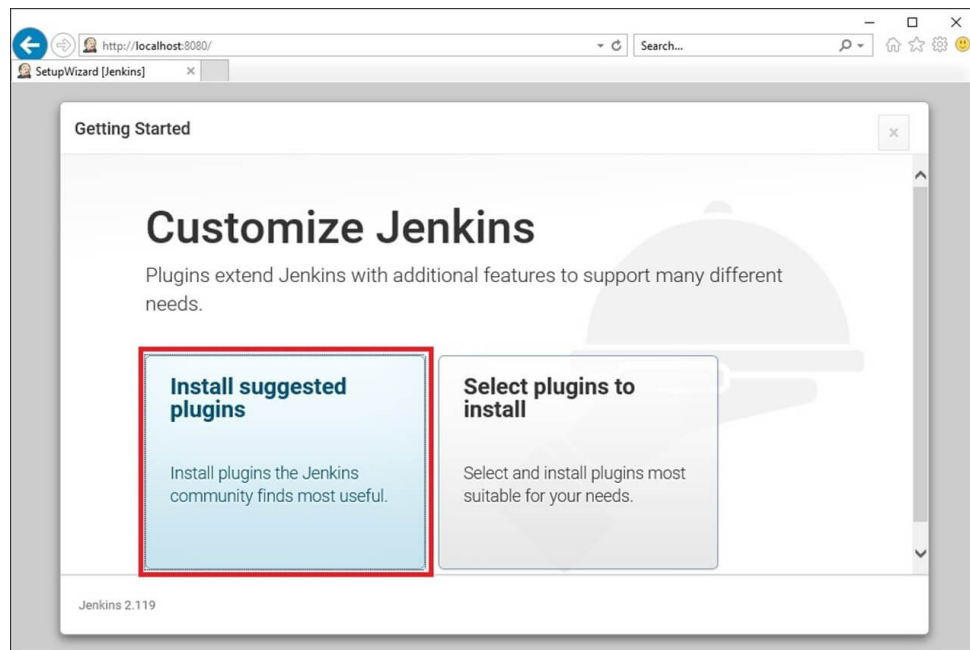 http://localhost:8080/
Search...
SetupWizard [Jenkins]
Getting Started
Customize Jenkins
Plugins extend Jenkins with additional features to support many different
needs.
Install suggested
plugins
Install plugins the Jenkins
community finds most useful.
Select plugins to
install
Select and install plugins most
suitable for your needs.
Jenkins 2.119